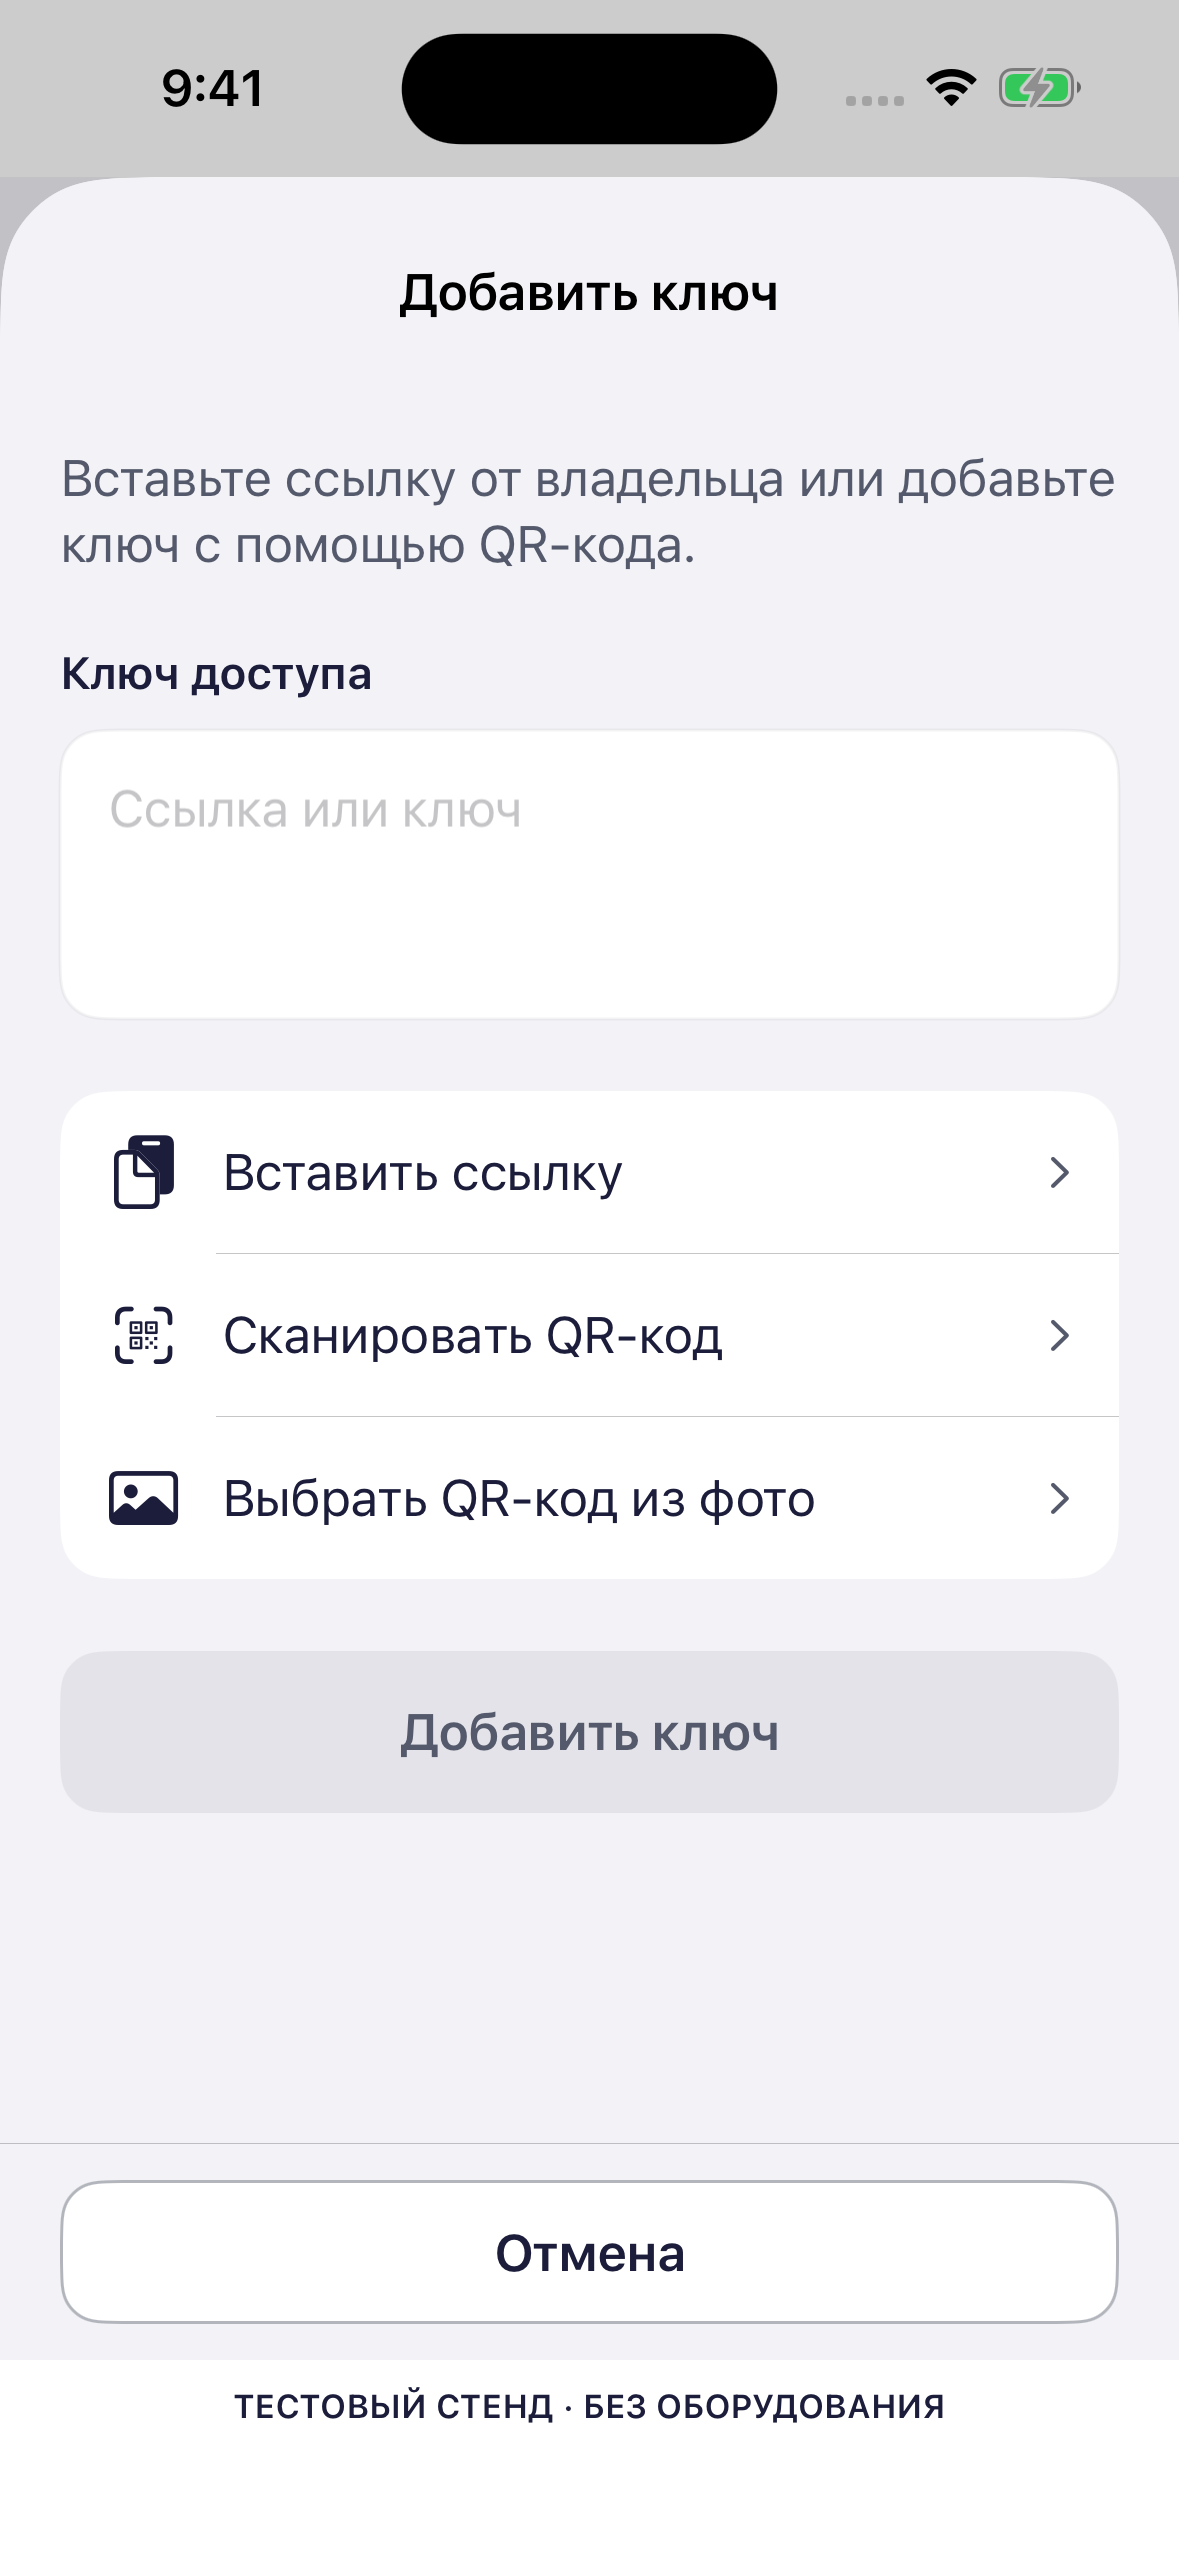 9:41
Добавить ключ
Вставьте ссылку от владельца или добавьте
ключ с помощью QR-кода.
Ключ доступа
Ссылка или ключ
Вставить ссылку
Сканировать QR-код
Выбрать QR-код из фото
Добавить ключ
Отмена
ТЕСТОВЫЙ СТЕНД · БЕЗ ОБОРУДОВАНИЯ